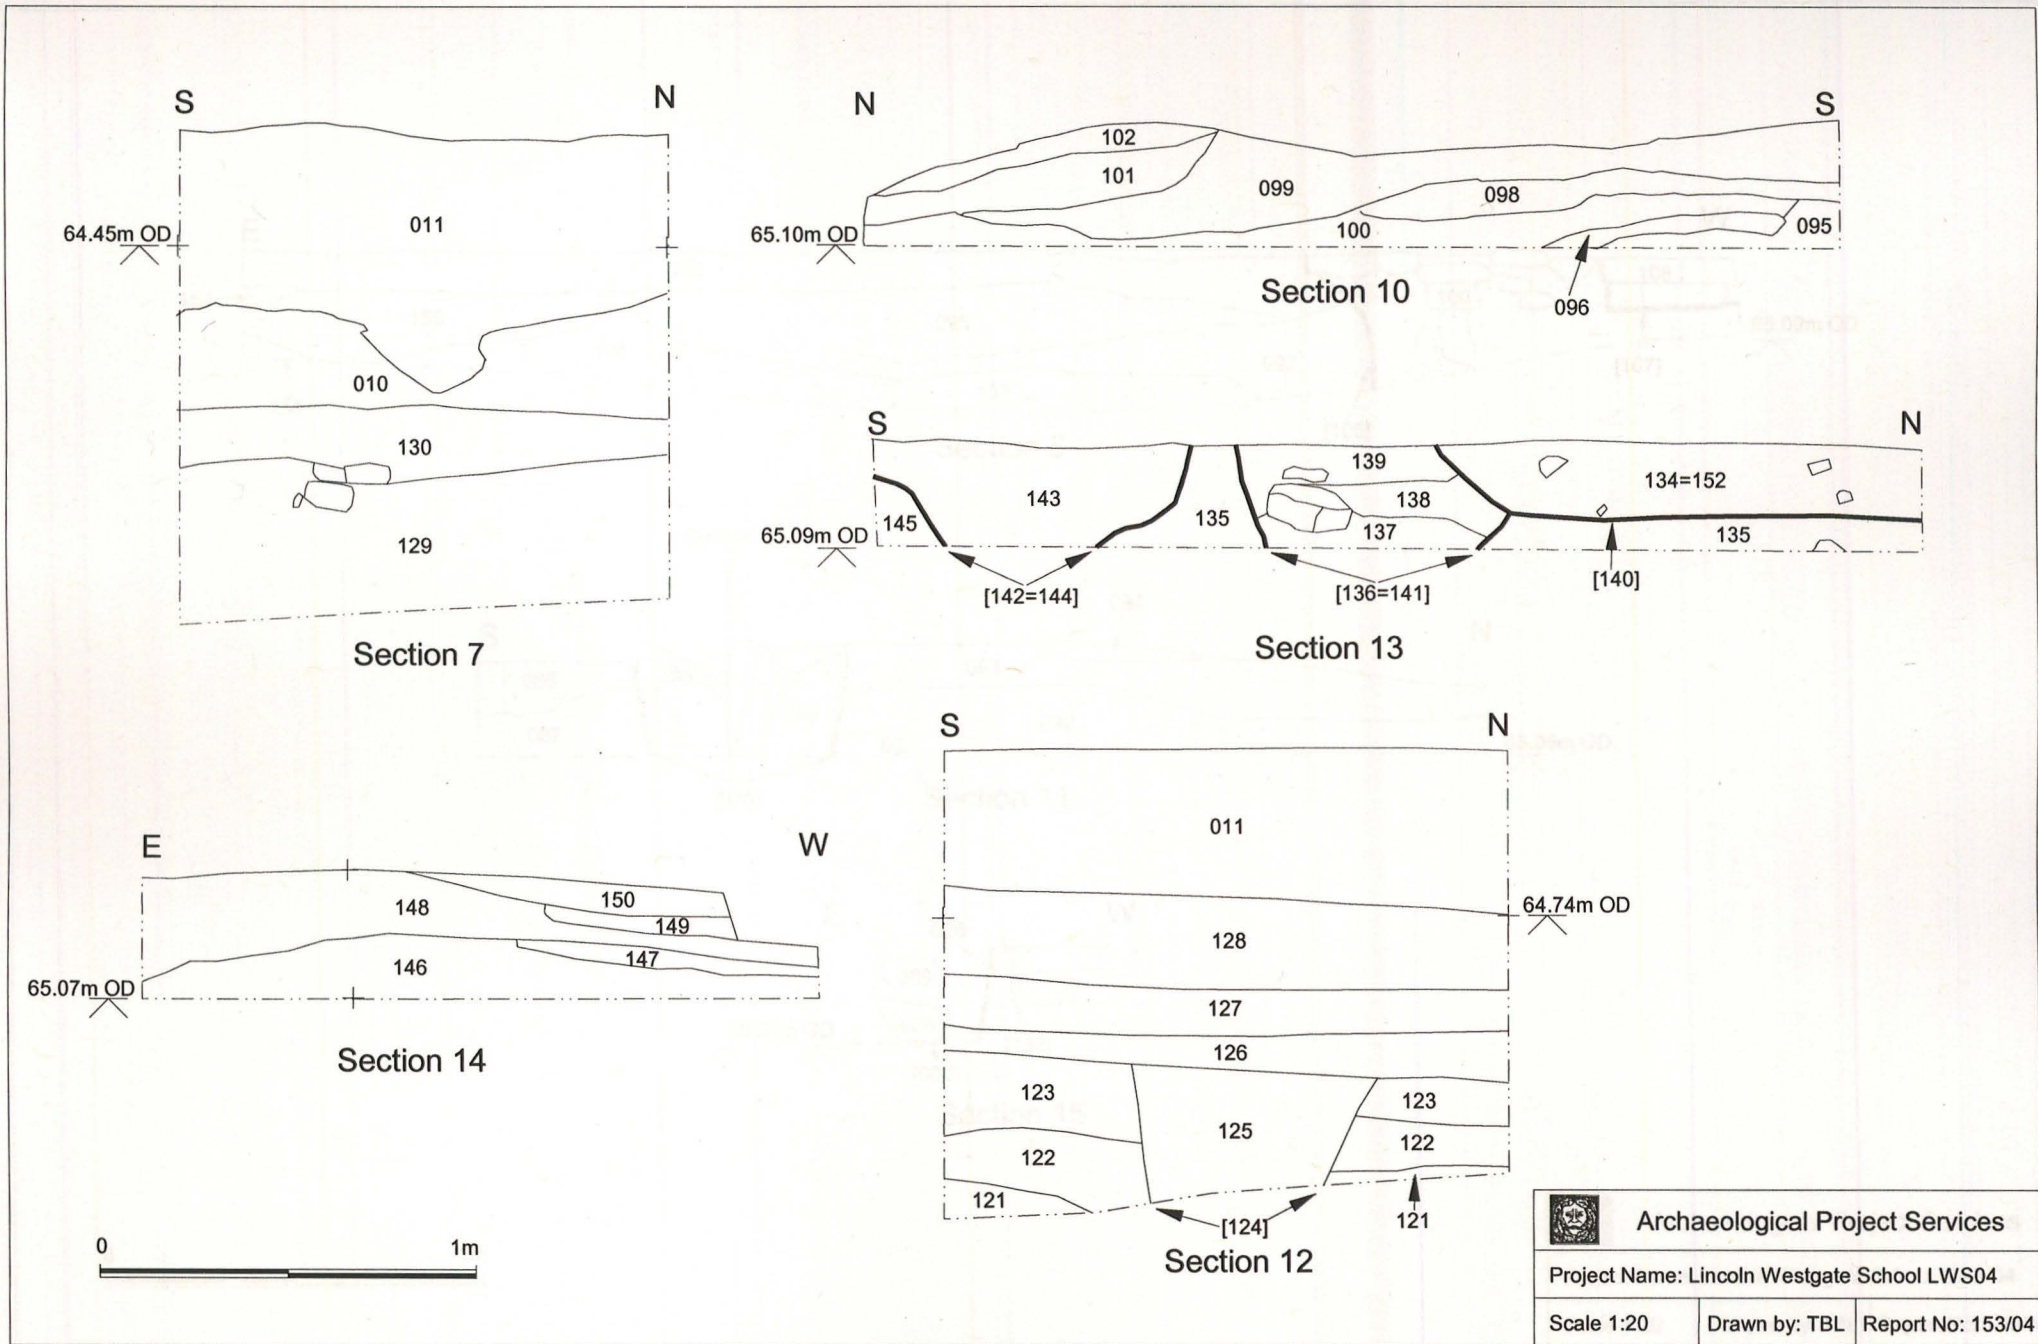 S N
011
64.45m OD
010
130
129
Section 7
N S
102
101
099
098
100
095
096
65.10m OD
Section 10
S N
139
143
138
134=152
145
135
137
135
65.09m OD
[142=144]
[136=141]
[140]
Section 13
E W
150
148
149
147
146
65.07m OD
Section 14
S N
011
64.74m OD
128
127
126
123
123
125
122
122
121
[124]
121
Section 12
0 1m
Archaeological Project Services
Project Name: Lincoln Westgate School LWS04
Scale 1:20 Drawn by: TBL Report No: 153/04